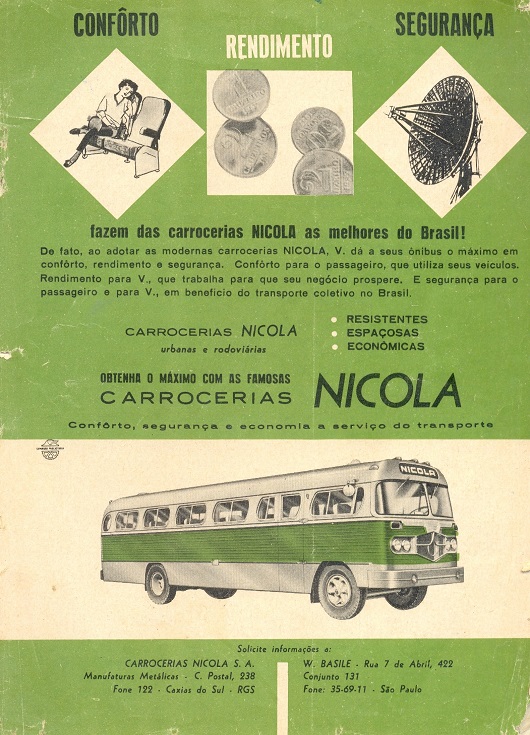 CONFÔRTO
RENDIMENTO
SEGURANÇA
fazem das carrocerias NICOLA as melhores do Brasil!
De fato, ao adotar as modernas carrocerias NICOLA, V. dá a seus ônibus o máximo em
confôrto, rendimento e segurança. Confôrto para o passageiro, que utiliza seus veículos.
Rendimento para V., que trabalha para que seu negócio prospere. E segurança para o
passageiro e para V., em beneficio do transporte coletivo no Brasil.
CARROCERIAS NICOLA
urbanas e rodoviárias
• RESISTENTES
• ESPAÇOSAS
• ECONÔMICAS
OBTENHA O MÁXIMO COM AS FAMOSAS
CARROCERIAS NICOLA
Confôrto, segurança e economia a serviço do transporte
NICOLA
Solicite informações a:
CARROCERIAS NICOLA S. A.
Manufaturas Metálicas - C. Postal, 238
Fone 122 - Caxias do Sul - RGS
W. BASILE - Rua 7 de Abril, 422
Conjunto 131
Fone: 35-69-11 - São Paulo